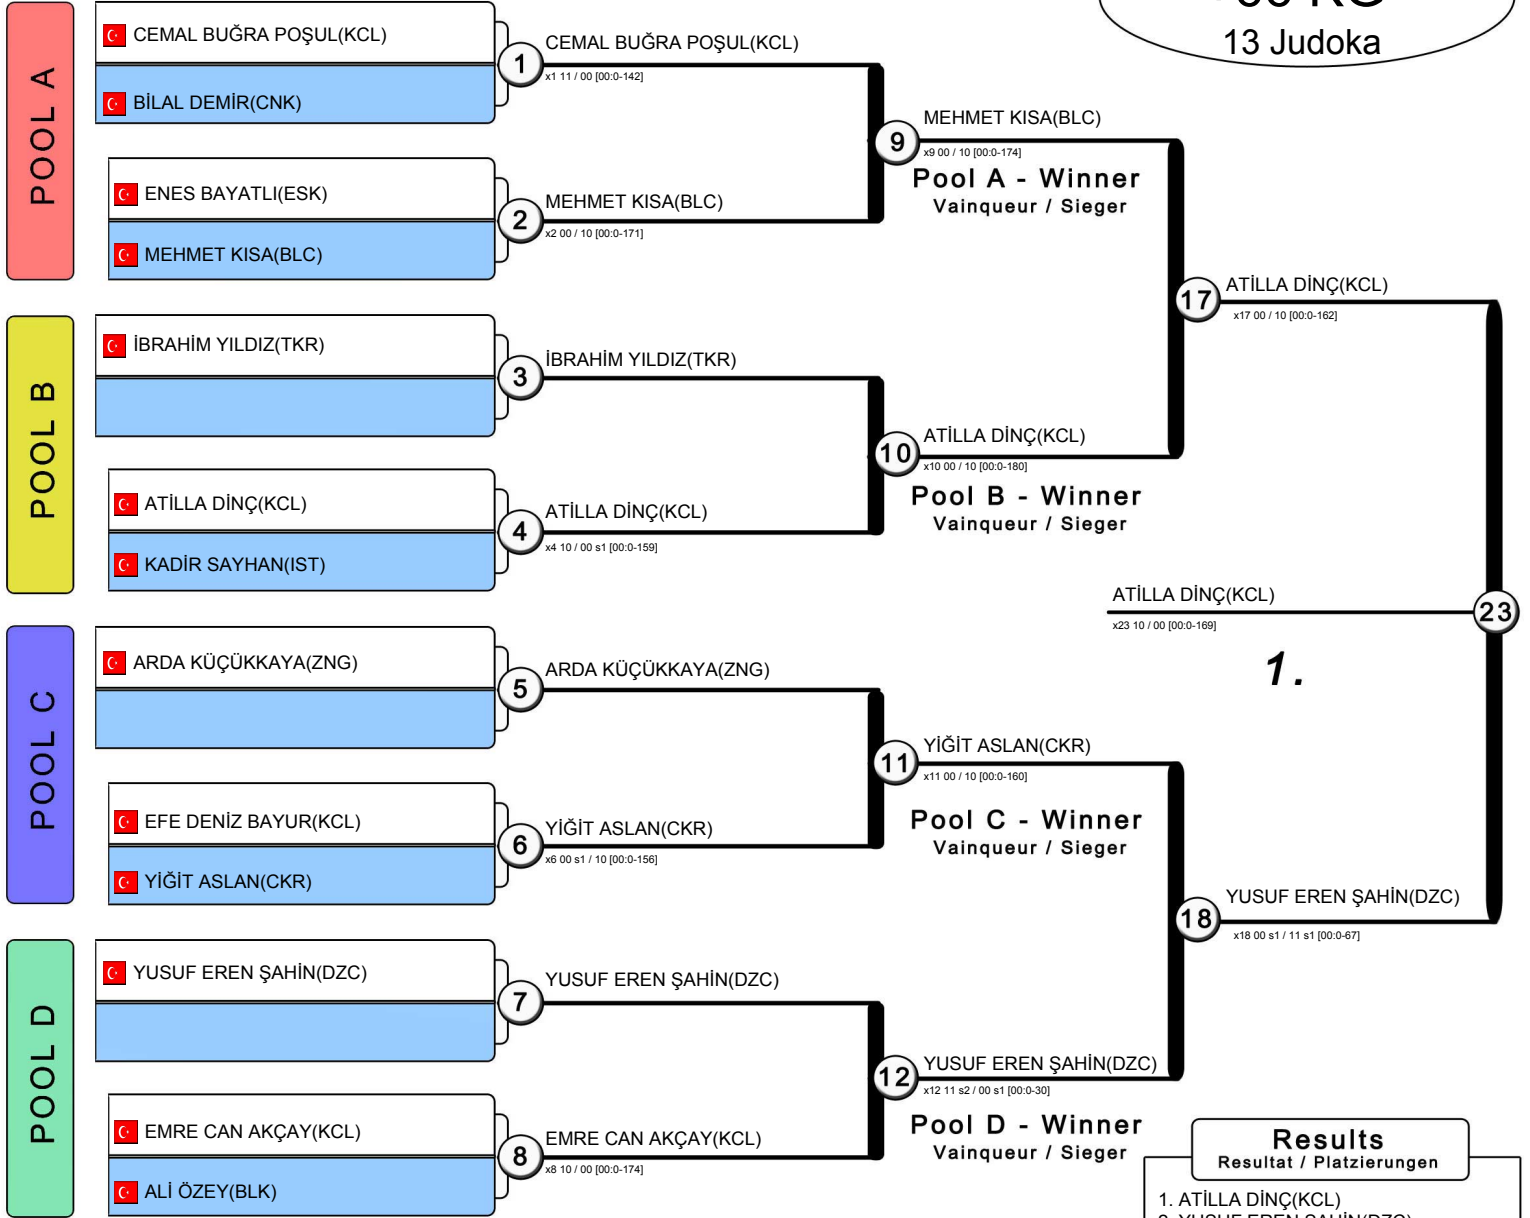 13 Judoka
POOL A
CEMAL BUĞRA POŞUL(KCL)
BİLAL DEMİR(CNK)
1
CEMAL BUĞRA POŞUL(KCL)
x1 11 / 00 [00:0-142]
ENES BAYATLI(ESK)
MEHMET KISA(BLC)
2
MEHMET KISA(BLC)
x2 00 / 10 [00:0-171]
9
MEHMET KISA(BLC)
x9 00 / 10 [00:0-174]
Pool A - Winner
Vainqueur / Sieger
POOL B
İBRAHİM YILDIZ(TKR)
3
İBRAHİM YILDIZ(TKR)
ATİLLA DİNÇ(KCL)
KADİR SAYHAN(IST)
4
ATİLLA DİNÇ(KCL)
x4 10 / 00 s1 [00:0-159]
10
ATİLLA DİNÇ(KCL)
x10 00 / 10 [00:0-180]
Pool B - Winner
Vainqueur / Sieger
17
ATİLLA DİNÇ(KCL)
x17 00 / 10 [00:0-162]
POOL C
ARDA KÜÇÜKKAYA(ZNG)
5
ARDA KÜÇÜKKAYA(ZNG)
EFE DENİZ BAYUR(KCL)
YİĞİT ASLAN(CKR)
6
YİĞİT ASLAN(CKR)
x6 00 s1 / 10 [00:0-156]
11
YİĞİT ASLAN(CKR)
x11 00 / 10 [00:0-160]
Pool C - Winner
Vainqueur / Sieger
POOL D
YUSUF EREN ŞAHİN(DZC)
7
YUSUF EREN ŞAHİN(DZC)
EMRE CAN AKÇAY(KCL)
ALİ ÖZEY(BLK)
8
EMRE CAN AKÇAY(KCL)
x8 10 / 00 [00:0-174]
12
YUSUF EREN ŞAHİN(DZC)
x12 11 s2 / 00 s1 [00:0-30]
Pool D - Winner
Vainqueur / Sieger
18
YUSUF EREN ŞAHİN(DZC)
x18 00 s1 / 11 s1 [00:0-67]
ATİLLA DİNÇ(KCL)
x23 10 / 00 [00:0-169]
23
1.
Results
Resultat / Platzierungen
1. ATİLLA DİNÇ(KCL)
2. YUSUF EREN ŞAHİN(DZC)